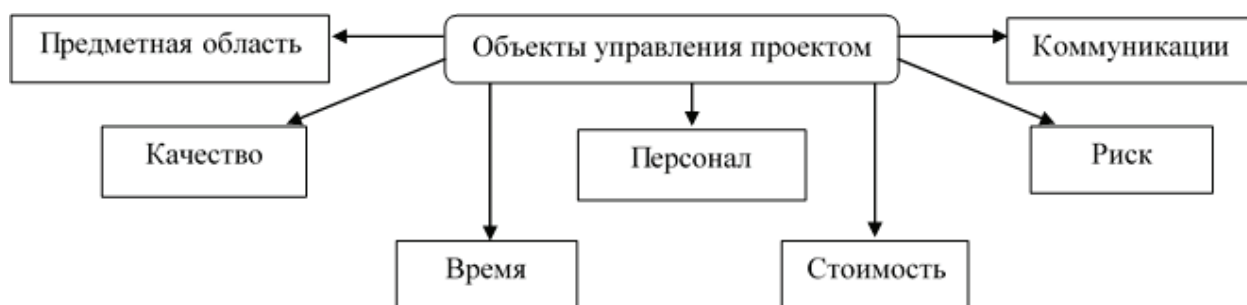 Предметная область
Объекты управления проектом
Коммуникации
Качество
Персонал
Риск
Время
Стоимость